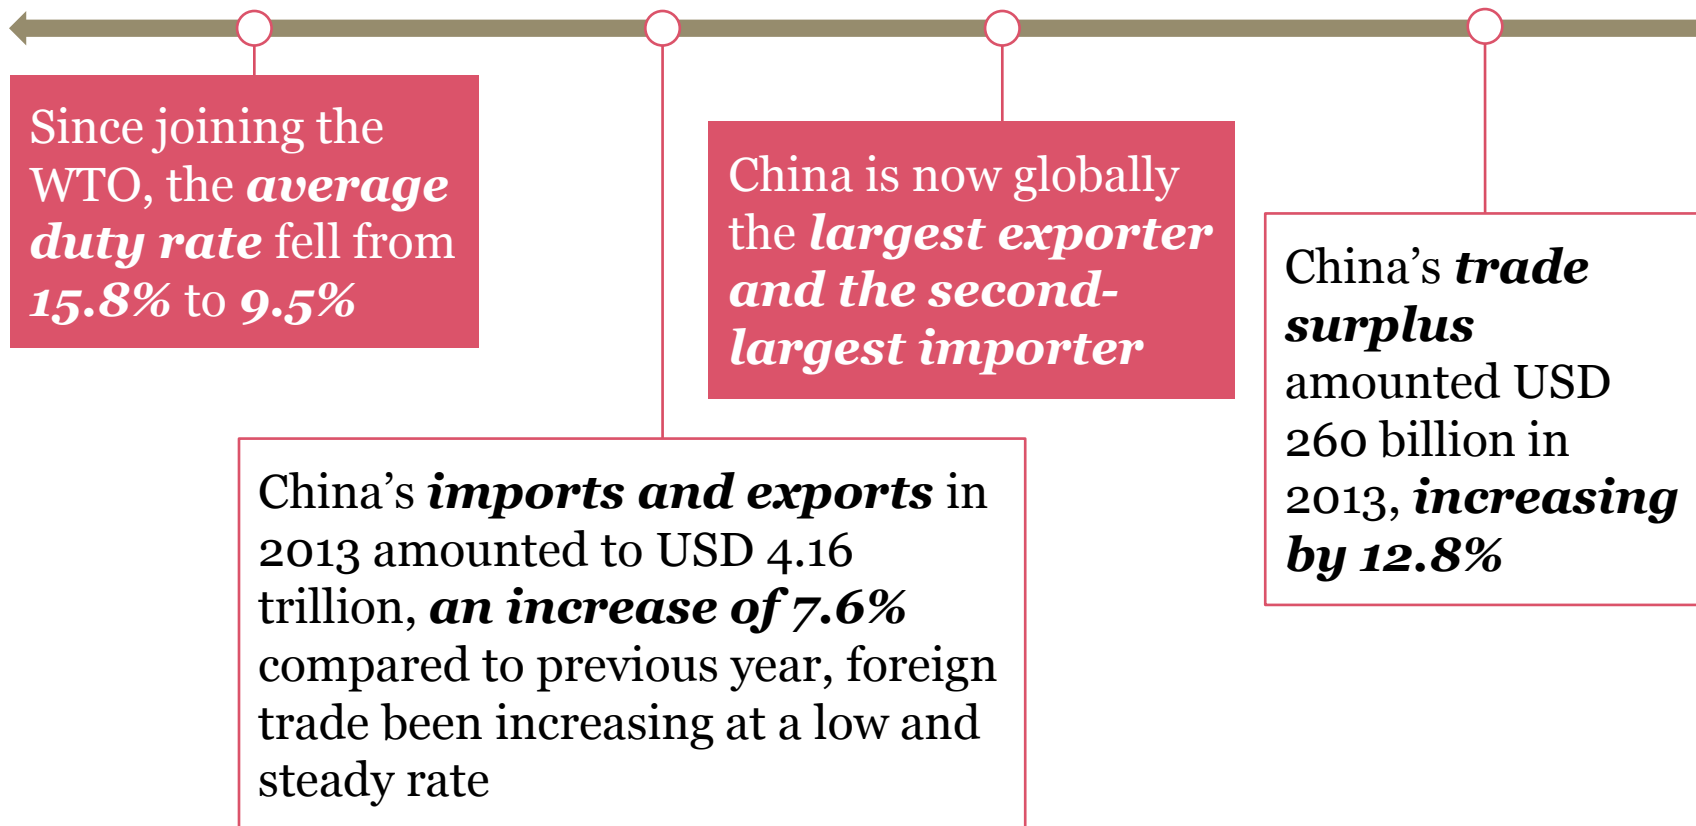 Since joining the
WTO, the average
duty rate fell from
15.8% to 9.5%
China's imports and exports in
2013 amounted to USD 4.16
trillion, an increase of 7.6%
compared to previous year, foreign
trade been increasing at a low and
steady rate
China is now globally
the largest exporter
and the second-
largest importer
China's trade
surplus
amounted USD
260 billion in
2013, increasing
by 12.8%